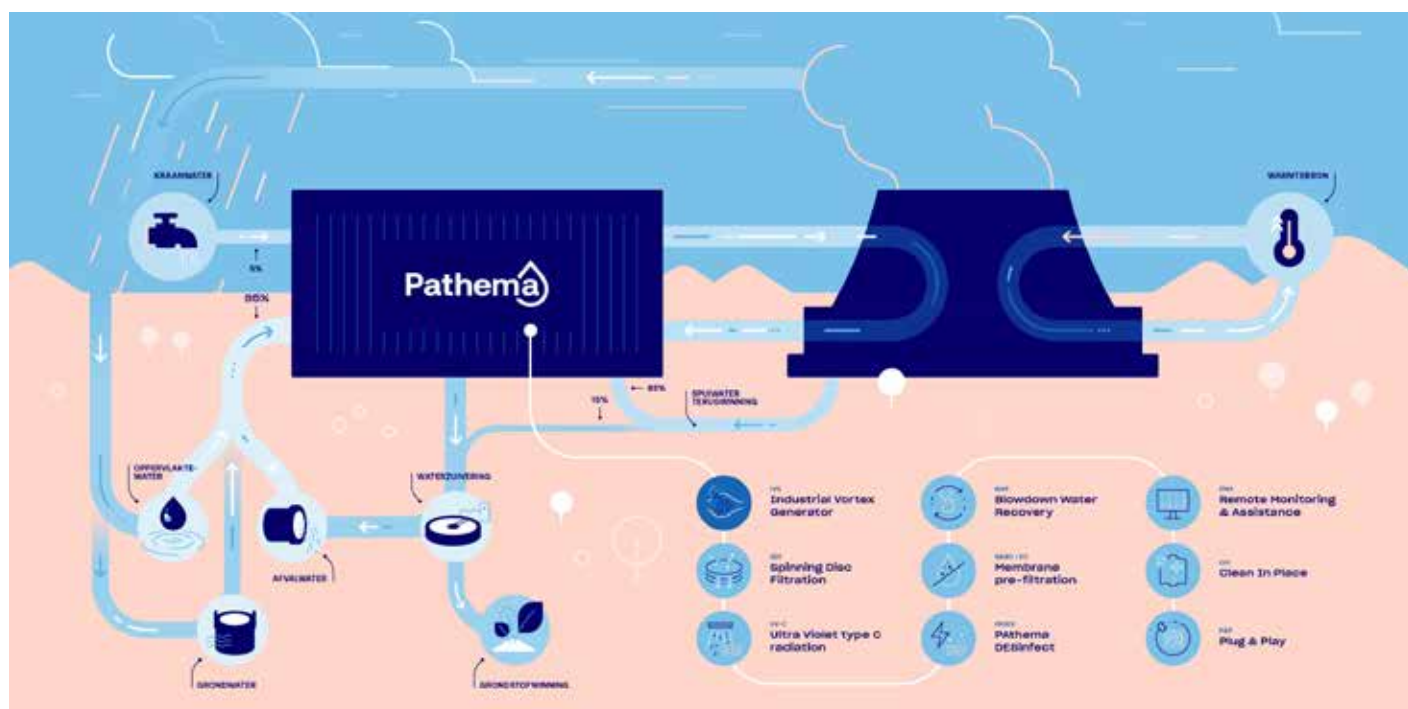 KRAANWATER
WARMTEBRON
5%
95%
Pathema
85%
15%
SPUIWATER
TERUGWINNING
OPPERVLAKTE-
WATER
WATERZUIVERING
AFVALWATER
GRONDWATER
GRONDSTOFWINNING
Industrial Vortex
Generator
Spinning Disc
Filtration
UV-C
Ultra Violet type C
radiation
Blowdown Water
Recovery
Membrane
pre-filtration
PAthema
DESinfect
Remote Monitoring
& Assistance
Clean In Place
Plug & Play